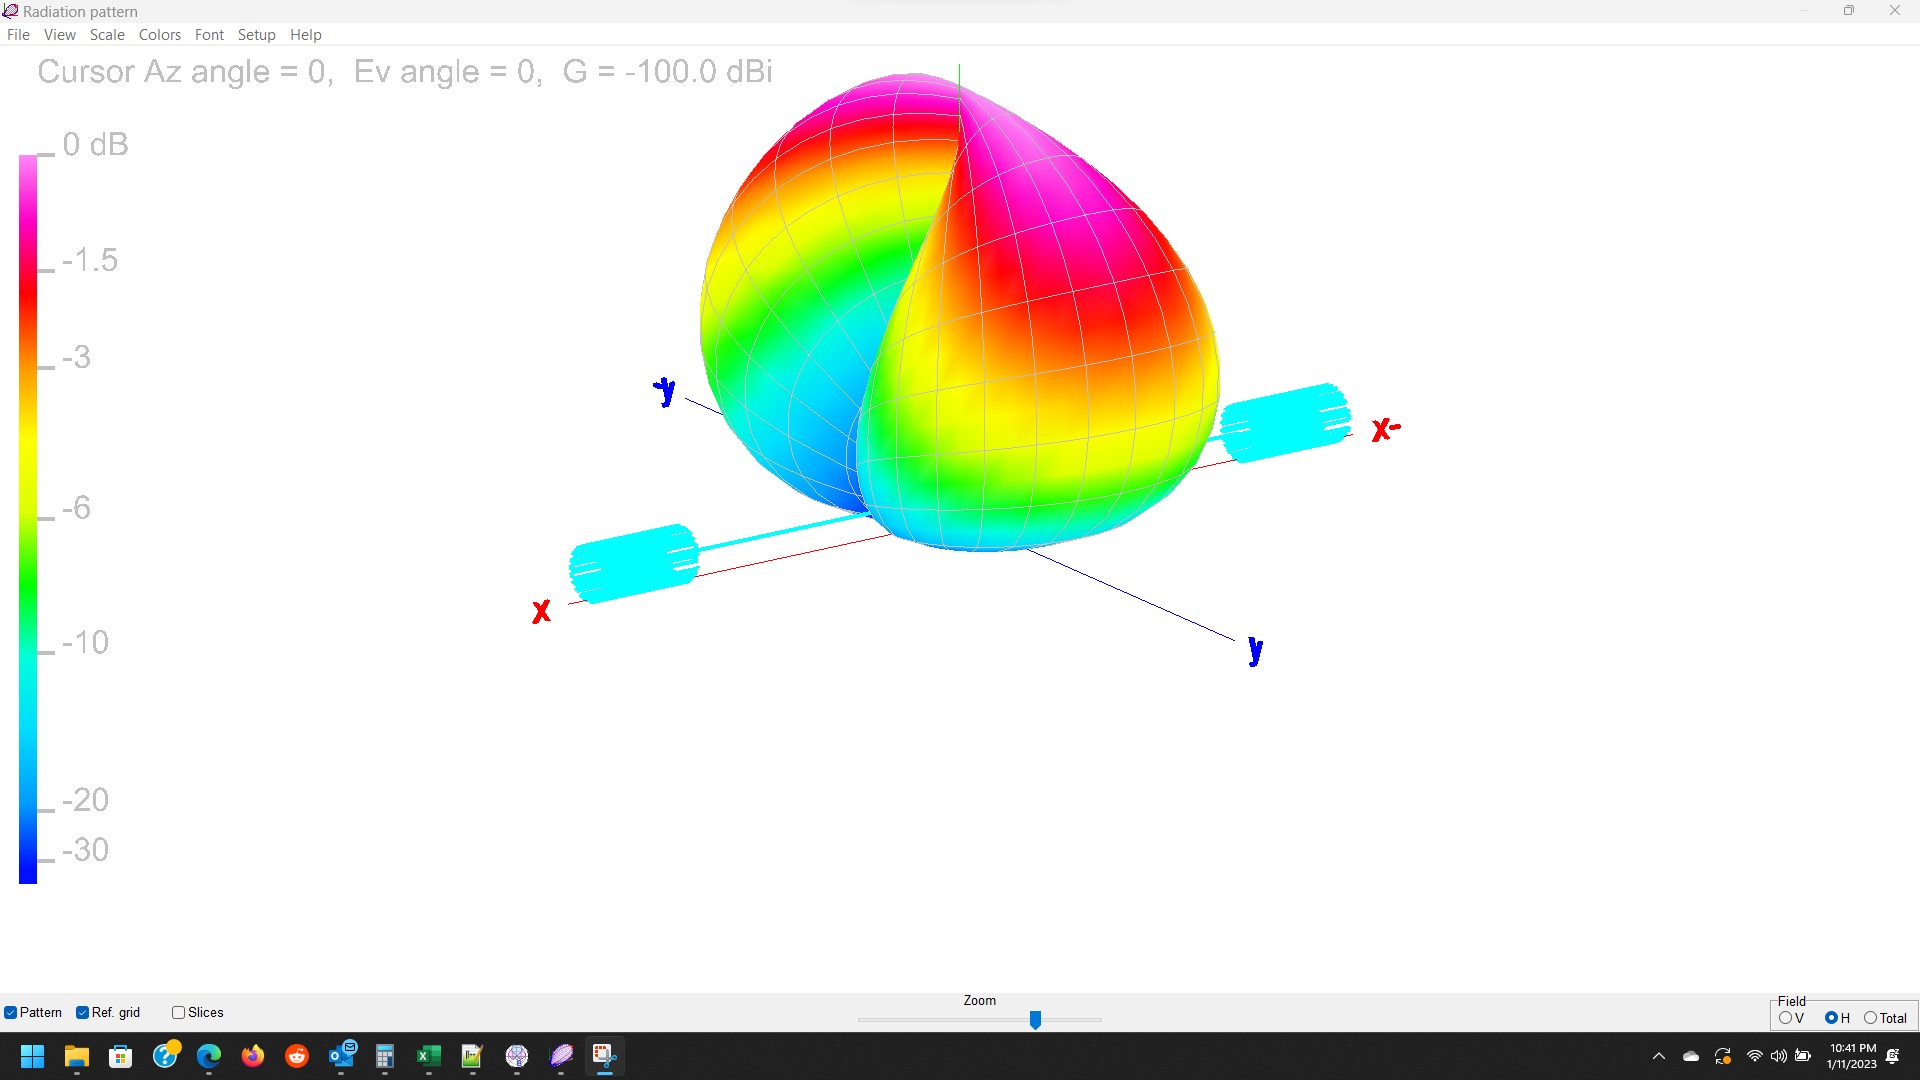 Radiation pattern
File View Scale Colors Font Setup Help
Cursor Az angle = 0, Ev angle = 0, G = -100.0 dBi
0 dB
-1.5
-3
-6
-10
-20
-30
-y
x-
x
y
Zoom
Pattern Ref. grid Slices
Field
V H Total
10:41 PM
1/11/2023